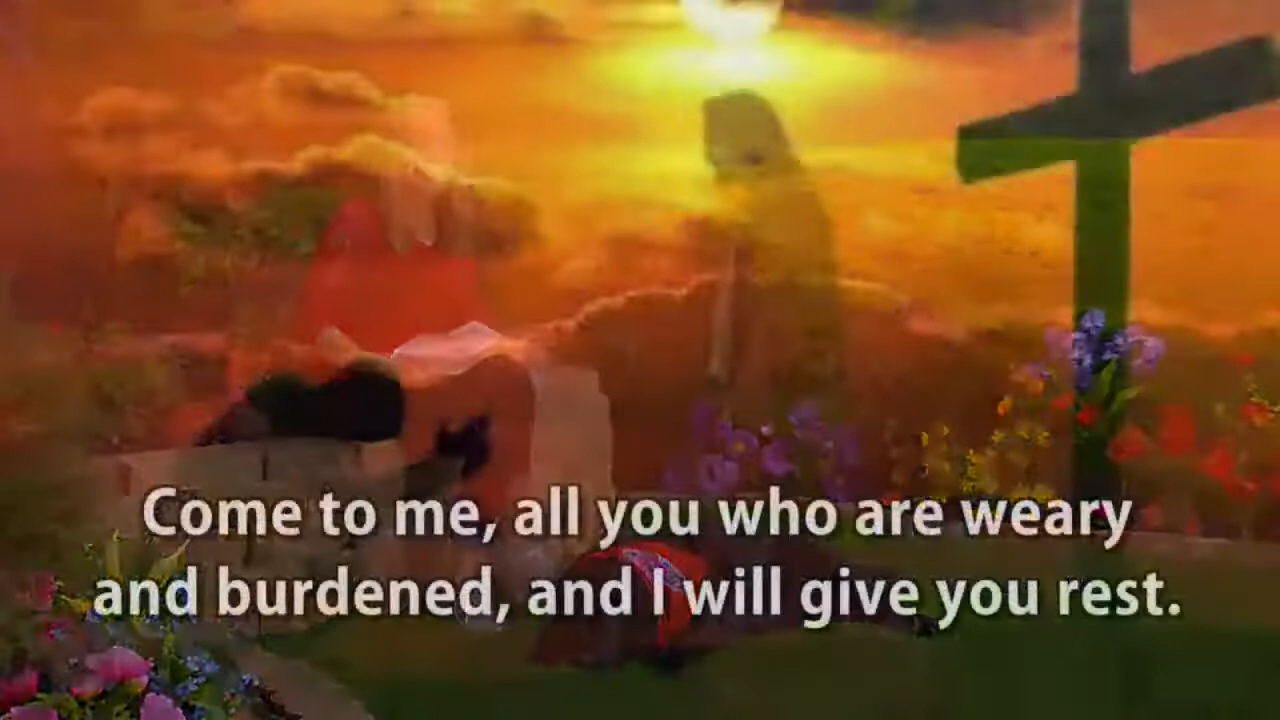 Come to me, all you who are weary
and burdened, and I will give you rest.